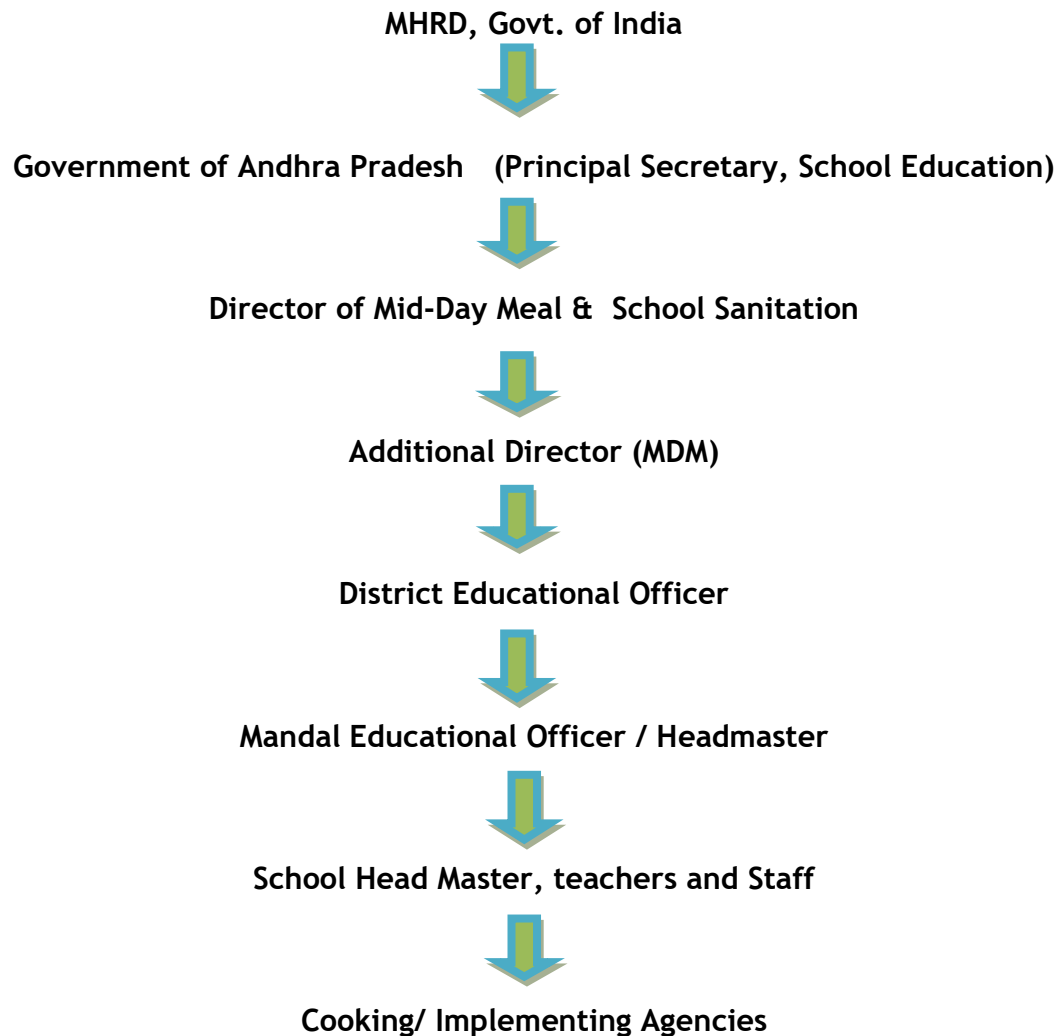 MHRD, Govt. of India
Government of Andhra Pradesh (Principal Secretary, School Education)
Director of Mid-Day Meal & School Sanitation
Additional Director (MDM)
District Educational Officer
Mandal Educational Officer / Headmaster
School Head Master, teachers and Staff
Cooking/ Implementing Agencies